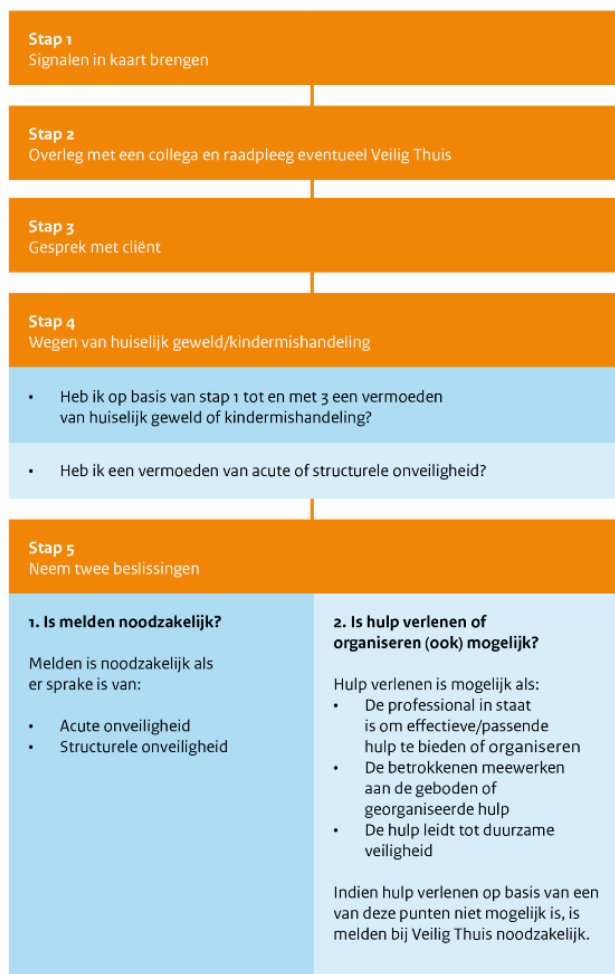 Stap 1
Signalen in kaart brengen
Stap 2
Overleg met een collega en raadpleeg eventueel Veilig Thuis
Stap 3
Gesprek met cliënt
Stap 4
Wegen van huiselijk geweld/kindermishandeling
• Heb ik op basis van stap 1 tot en met 3 een vermoeden
van huiselijk geweld of kindermishandeling?
• Heb ik een vermoeden van acute of structurele onveiligheid?
Stap 5
Neem twee beslissingen
1. Is melden noodzakelijk?
Melden is noodzakelijk als
er sprake is van:
• Acute onveiligheid
• Structurele onveiligheid
2. Is hulp verlenen of
organiseren (ook) mogelijk?
Hulp verlenen is mogelijk als:
• De professional in staat
is om effectieve/passende
hulp te bieden of organiseren
• De betrokkenen meewerken
aan de geboden of
georganiseerde hulp
• De hulp leidt tot duurzame
veiligheid
Indien hulp verlenen op basis van een
van deze punten niet mogelijk is, is
melden bij Veilig Thuis noodzakelijk.